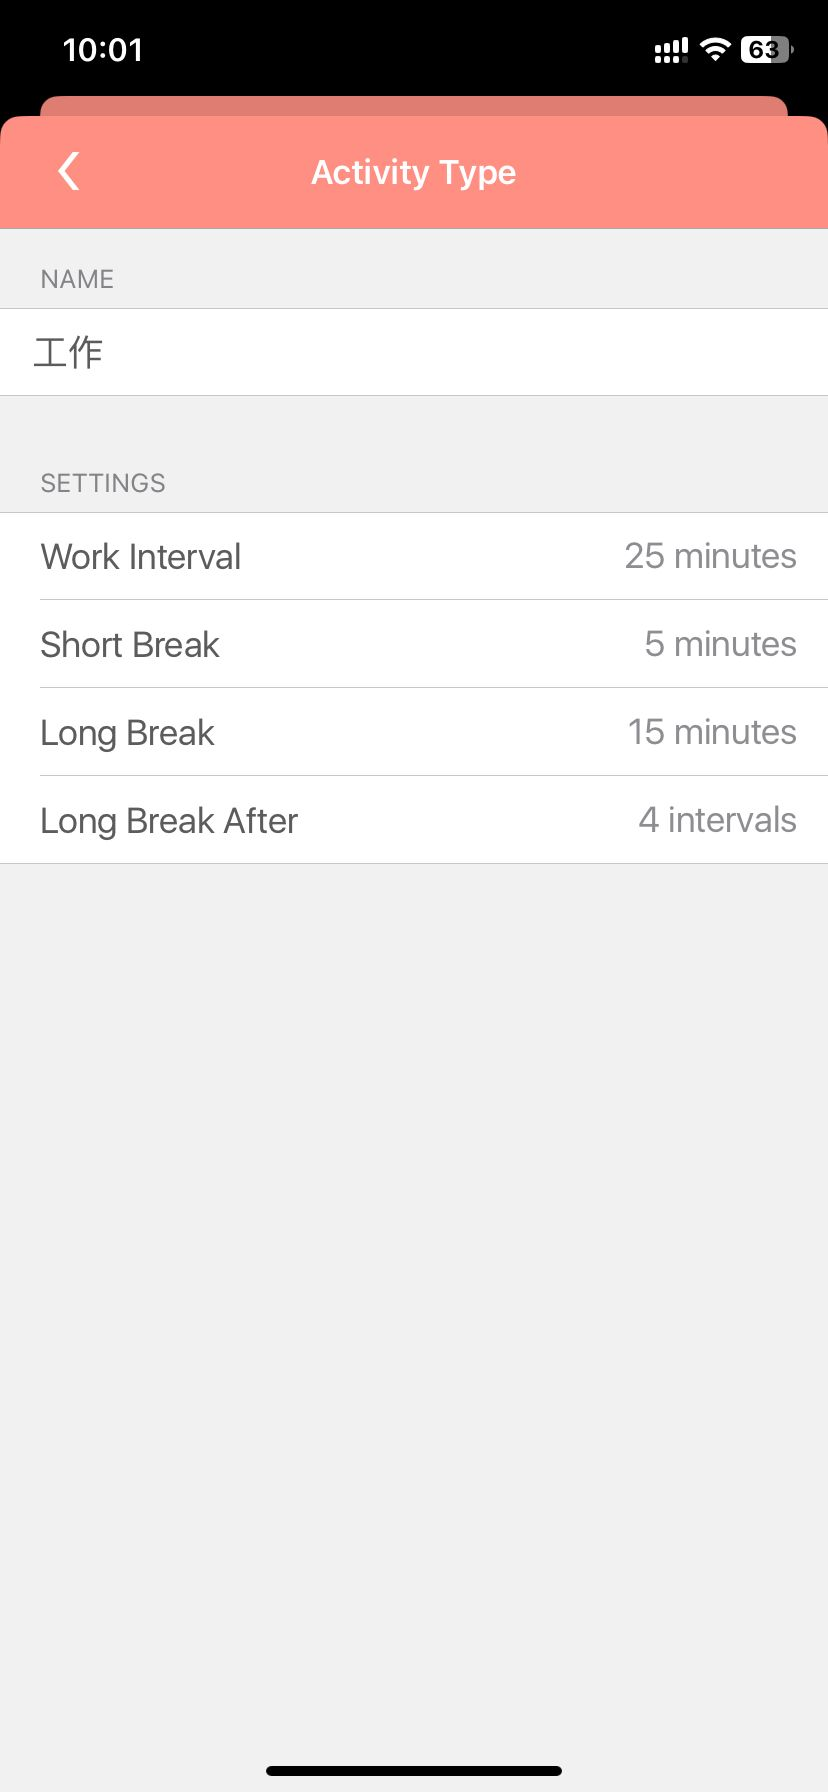 10:01
63
Activity Type
NAME
工作
SETTINGS
Work Interval 25 minutes
Short Break 5 minutes
Long Break 15 minutes
Long Break After 4 intervals